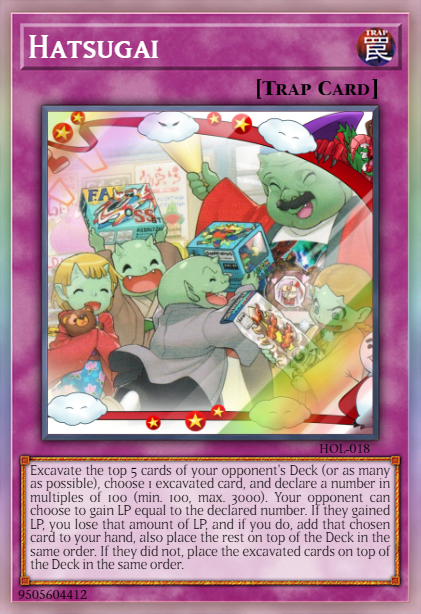 Hatsugai
TRAP
罠
[Trap Card]
HOL-018
Excavate the top 5 cards of your opponent's Deck (or as many
as possible), choose 1 excavated card, and declare a number in
multiples of 100 (min. 100, max. 3000). Your opponent can
choose to gain LP equal to the declared number. If they gained
LP, you lose that amount of LP, and if you do, add that chosen
card to your hand, also place the rest on top of the Deck in the
same order. If they did not, place the excavated cards on top of
the Deck in the same order.
9505604412